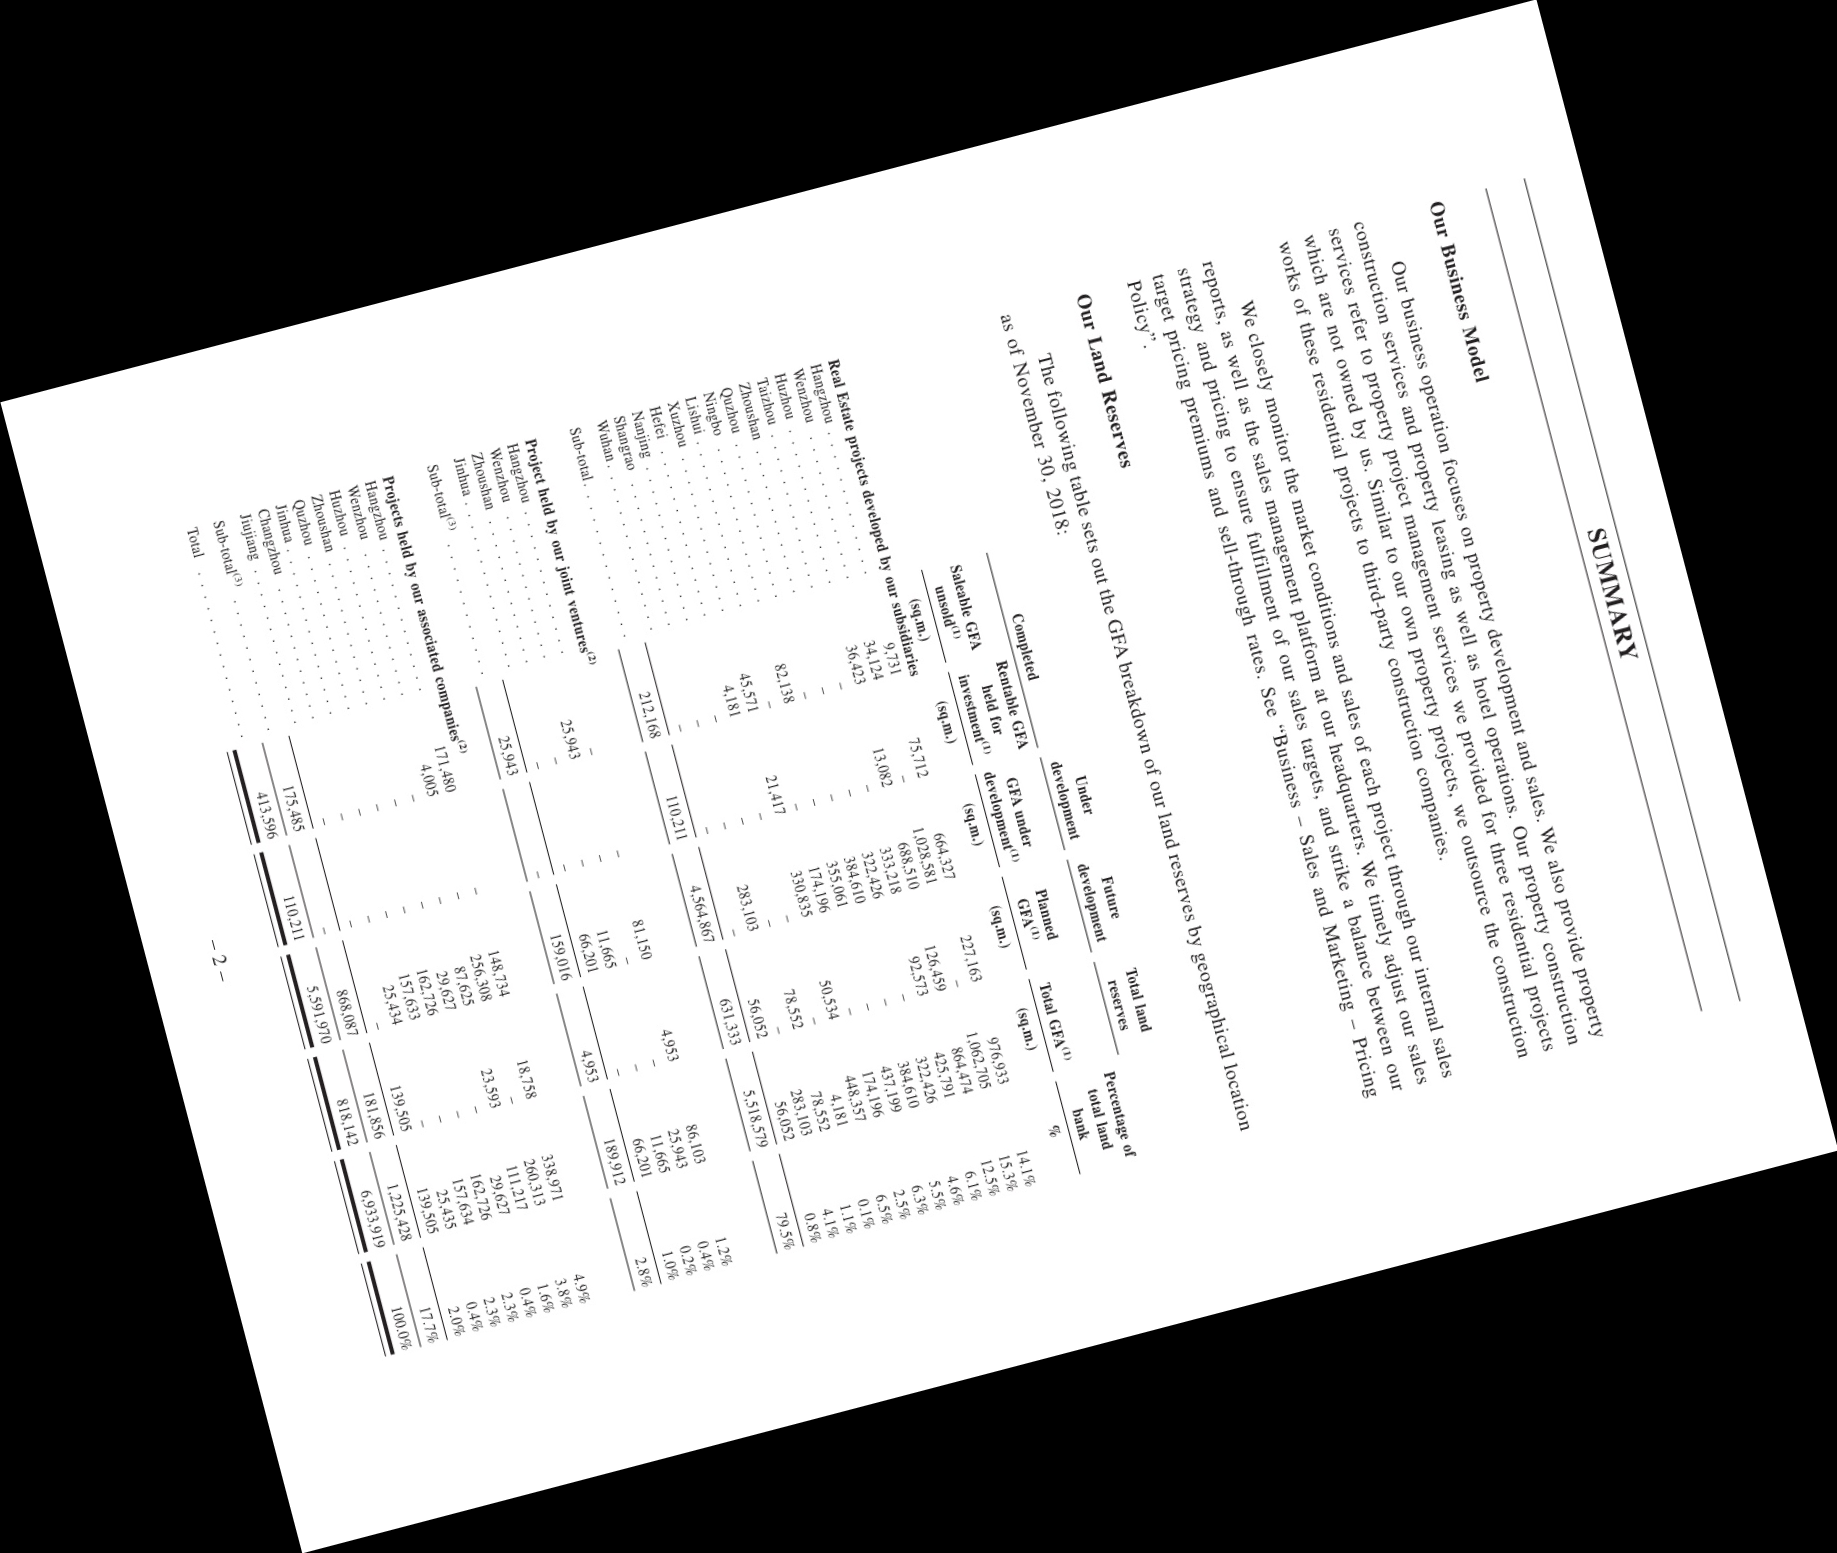 SUMMARY
Our Business Model
Our business operation focuses on property development and sales. We also provide property
construction services and property leasing as well as hotel operations. Our property construction
services refer to property project management services we provided for three residential projects
which are not owned by us. Similar to our own property projects, we outsource the construction
works of these residential projects to third-party construction companies.
We closely monitor the market conditions and sales of each project through our internal sales
reports, as well as the sales management platform at our headquarters. We timely adjust our sales
strategy and pricing to ensure fulfillment of our sales targets, and strike a balance between our
target pricing premiums and sell-through rates. See “Business – Sales and Marketing – Pricing
Policy”.
Our Land Reserves
The following table sets out the GFA breakdown of our land reserves by geographical location
as of November 30, 2018:
Completed Under development Future development Total land reserves Percentage of total land bank
Saleable GFA unsold(1) Rentable GFA held for investment(1) GFA under development(1) Planned GFA(1) Total GFA(1)
(sq.m.) (sq.m.) (sq.m.) (sq.m.) (sq.m.) %
Real Estate projects developed by our subsidiaries
Hangzhou . . . . . . . . . . 9,731 75,712 664,327 227,163 976,933 14.1%
Wenzhou . . . . . . . . . . 34,124 – 1,028,581 – 1,062,705 15.3%
Huzhou . . . . . . . . . . 36,423 13,082 688,510 126,459 864,474 12.5%
Taizhou . . . . . . . . . . – – 333,218 92,573 425,791 6.1%
Zhoushan . . . . . . . . . . – – 322,426 – 322,426 4.6%
Quzhou . . . . . . . . . . – – 384,610 – 384,610 5.5%
Ningbo . . . . . . . . . . 82,138 – 355,061 – 437,199 6.3%
Lishui . . . . . . . . . . – – 174,196 – 174,196 2.5%
Xuzhou . . . . . . . . . . 45,571 21,417 330,835 50,534 448,357 6.5%
Hefei . . . . . . . . . . 4,181 – – – 4,181 0.1%
Nanjing . . . . . . . . . . – – – 78,552 78,552 1.1%
Shangrao . . . . . . . . . . – – 283,103 – 283,103 4.1%
Wuhan . . . . . . . . . . – – – 56,052 56,052 0.8%
Sub-total . . . . . . . . . . 212,168 110,211 4,564,867 631,333 5,518,579 79.5%
Project held by our joint ventures(2)
Hangzhou . . . . . . . . . . – – 81,150 4,953 86,103 1.2%
Wenzhou . . . . . . . . . . 25,943 – – – 25,943 0.4%
Zhoushan . . . . . . . . . . – – 11,665 – 11,665 0.2%
Jinhua . . . . . . . . . . – – 66,201 – 66,201 1.0%
Sub-total(3) . . . . . . . . . . 25,943 – 159,016 4,953 189,912 2.8%
Projects held by our associated companies(2)
Hangzhou . . . . . . . . . . 171,480 – 148,734 18,758 338,971 4.9%
Wenzhou . . . . . . . . . . 4,005 – 256,308 – 260,313 3.8%
Huzhou . . . . . . . . . . – – 87,625 23,593 111,217 1.6%
Zhoushan . . . . . . . . . . – – 29,627 – 29,627 0.4%
Quzhou . . . . . . . . . . – – 162,726 – 162,726 2.3%
Jinhua . . . . . . . . . . – – 157,633 – 157,634 2.3%
Changzhou . . . . . . . . . . – – 25,434 – 25,435 0.4%
Jiujiang . . . . . . . . . . – – – 139,505 139,505 2.0%
Sub-total(3) . . . . . . . . . . 175,485 – 868,087 181,856 1,225,428 17.7%
Total . . . . . . . . . . 413,596 110,211 5,591,970 818,142 6,933,919 100.0%
– 2 –